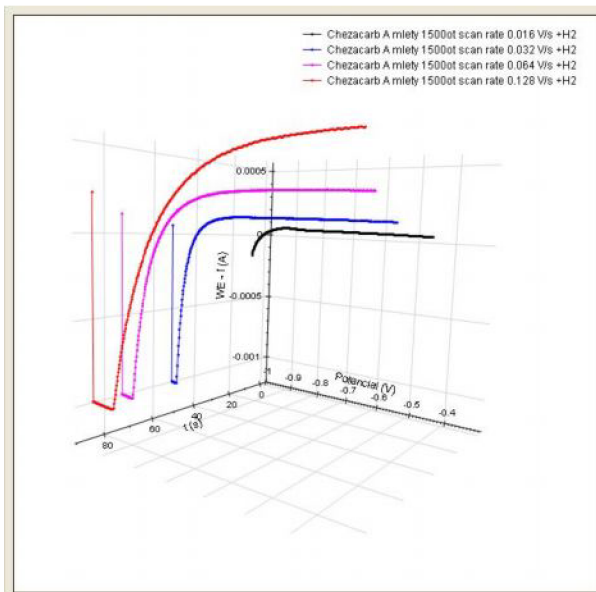 Chezacarb A mlety 1500ot scan rate 0.016 V/s +H2
Chezacarb A mlety 1500ot scan rate 0.032 V/s +H2
Chezacarb A mlety 1500ot scan rate 0.064 V/s +H2
Chezacarb A mlety 1500ot scan rate 0.128 V/s +H2
0.0005
0
-0.0005
-0.001
WE - I (A)
-1
-0.9
-0.8
-0.7
-0.6
-0.5
-0.4
Potencial (V)
0
20
40
60
80
t (s)